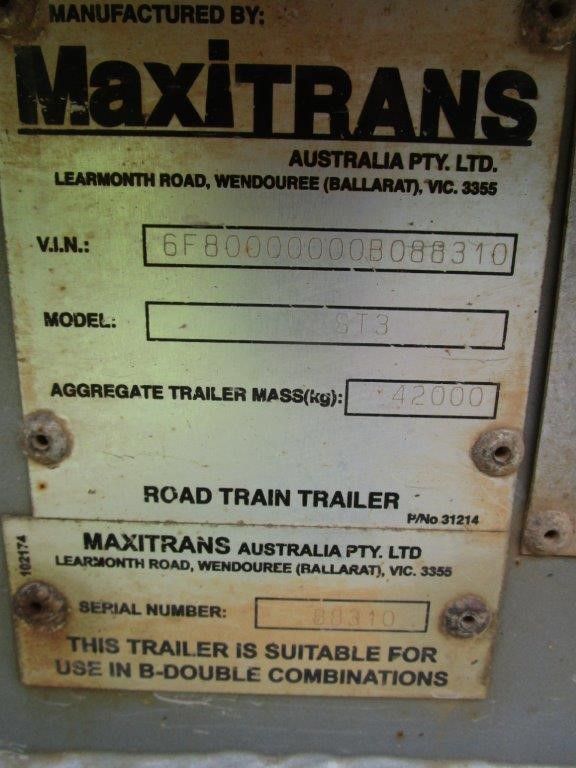 MANUFACTURED BY:
MaxiTRANS
AUSTRALIA PTY. LTD.
LEARMONTH ROAD, WENDOUREE (BALLARAT), VIC. 3355
V.I.N.: 6F80000000B088310
MODEL: ST3
AGGREGATE TRAILER MASS(kg): 42000
ROAD TRAIN TRAILER
P/No 31214
102174
MAXITRANS AUSTRALIA PTY. LTD
LEARMONTH ROAD, WENDOUREE (BALLARAT), VIC. 3355
SERIAL NUMBER: 88310
THIS TRAILER IS SUITABLE FOR
USE IN B-DOUBLE COMBINATIONS